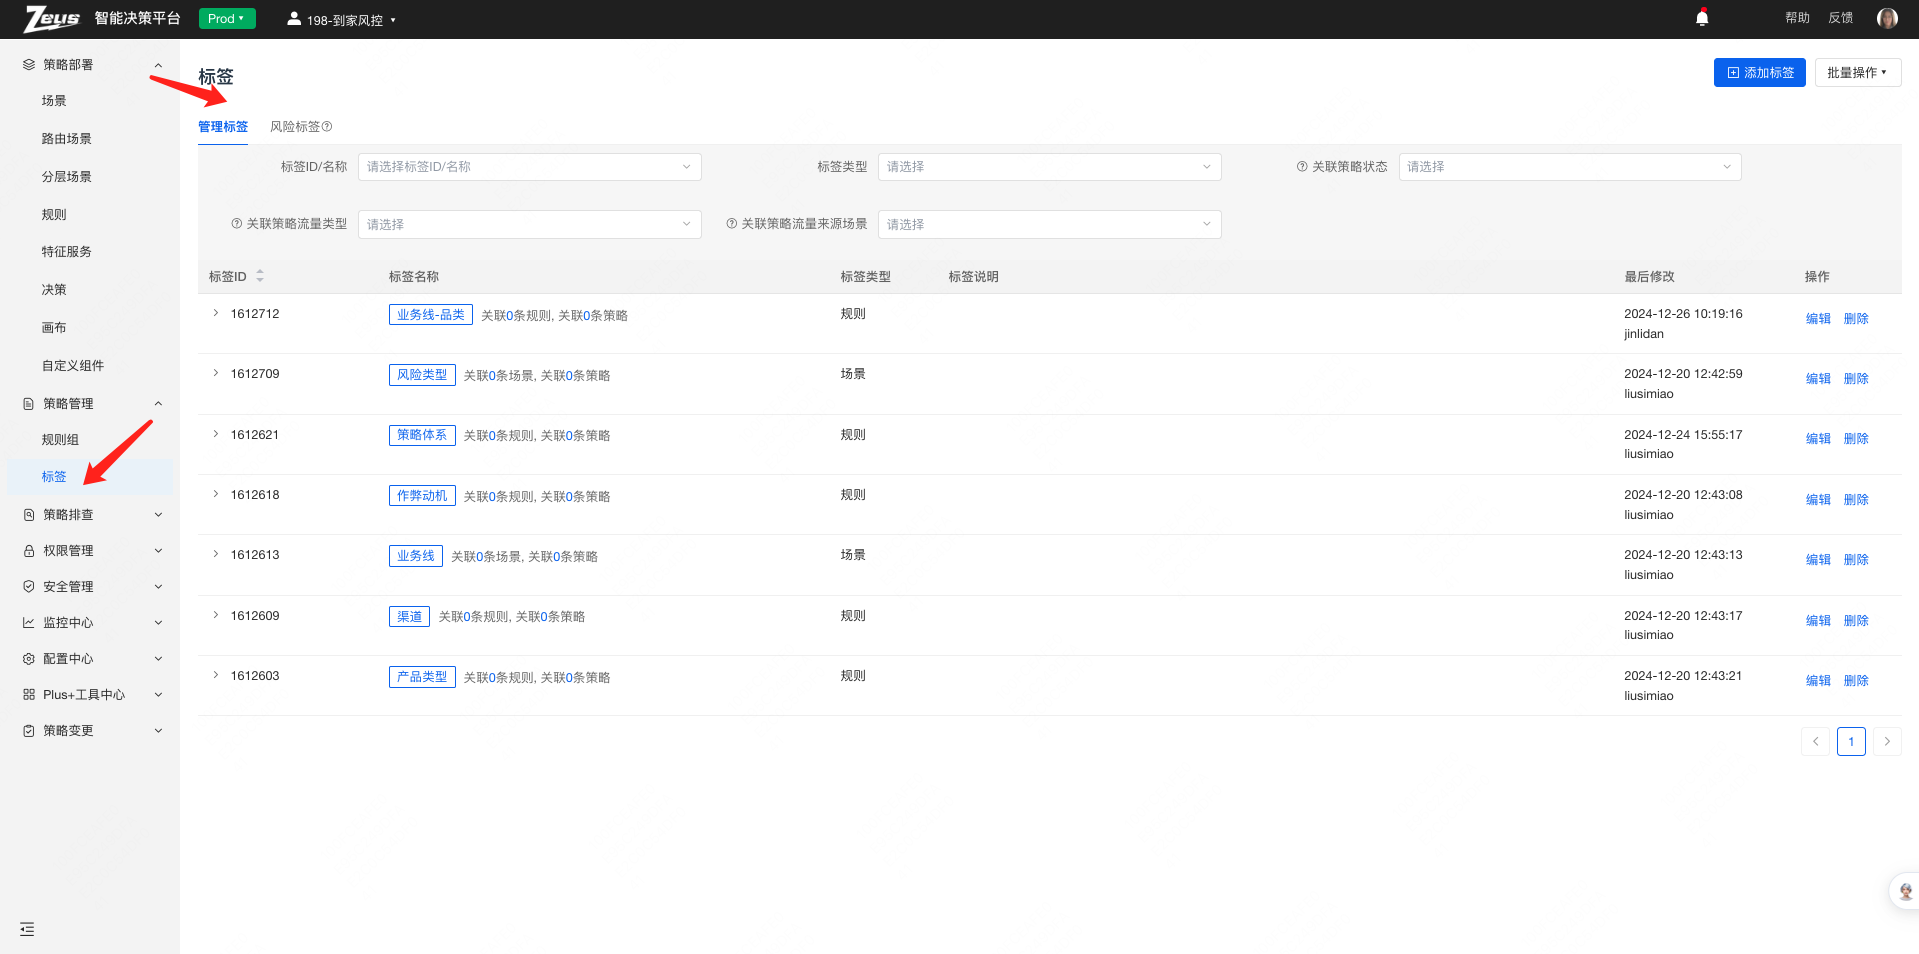 Zeus 智能决策平台 Prod 198-到家风控 帮助 反馈
策略部署
场景
路由场景
分层场景
规则
特征服务
决策
画布
自定义组件
策略管理
规则组
标签
策略排查
权限管理
安全管理
监控中心
配置中心
Plus+工具中心
策略变更
标签
添加标签 批量操作
管理标签 风险标签
标签ID/名称 请选择标签ID/名称 标签类型 请选择 关联策略状态 请选择
关联策略流量类型 请选择 关联策略流量来源场景 请选择
标签ID 标签名称 标签类型 标签说明 最后修改 操作
1612712 业务线-品类 关联0条规则, 关联0条策略 规则 2024-12-26 10:19:16 编辑 删除
jinlidan
1612709 风险类型 关联0条场景, 关联0条策略 场景 2024-12-20 12:42:59 编辑 删除
liusimiao
1612621 策略体系 关联0条规则, 关联0条策略 规则 2024-12-24 15:55:17 编辑 删除
liusimiao
1612618 作弊动机 关联0条规则, 关联0条策略 规则 2024-12-20 12:43:08 编辑 删除
liusimiao
1612613 业务线 关联0条场景, 关联0条策略 场景 2024-12-20 12:43:13 编辑 删除
liusimiao
1612609 渠道 关联0条规则, 关联0条策略 规则 2024-12-20 12:43:17 编辑 删除
liusimiao
1612603 产品类型 关联0条规则, 关联0条策略 规则 2024-12-20 12:43:21 编辑 删除
liusimiao
1